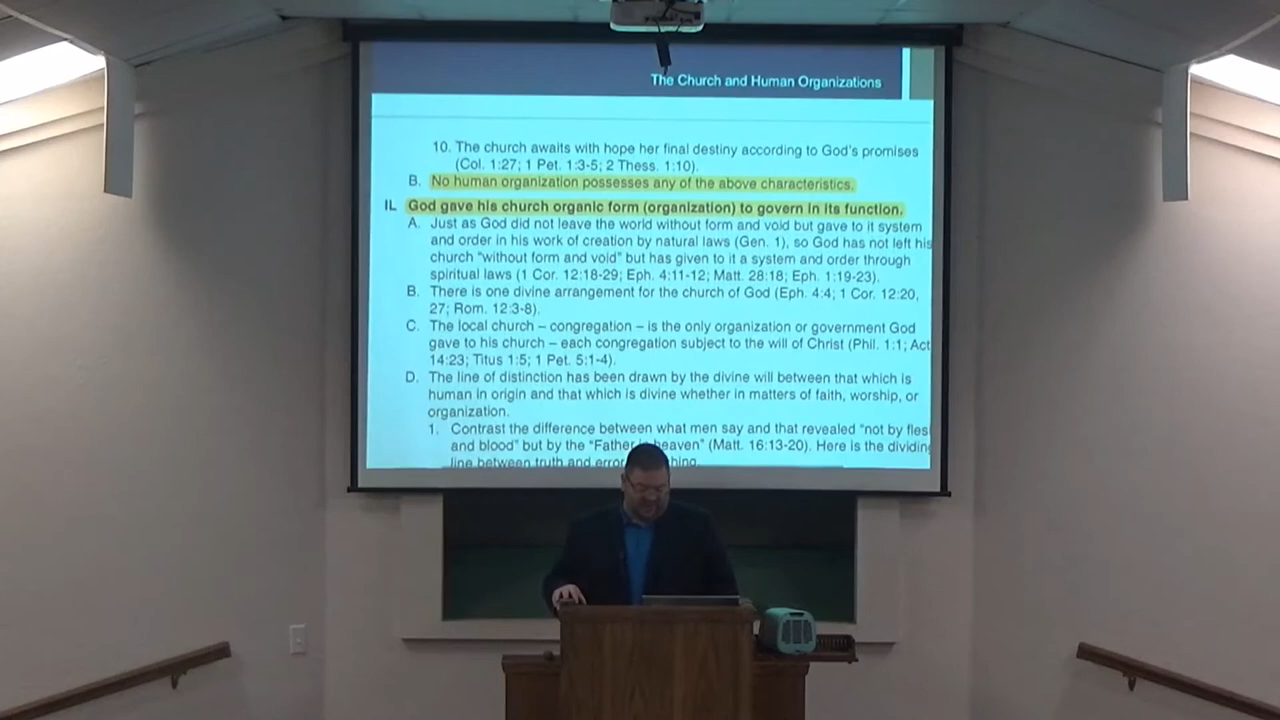 The Church and Human Organizations
10. The church awaits with hope her final destiny according to God's promises
(Col. 1:27; 1 Pet. 1:3-5; 2 Thess. 1:10).
B. No human organization possesses any of the above characteristics.
II. God gave his church organic form (organization) to govern in its function.
A. Just as God did not leave the world without form and void but gave to it system
and order in his work of creation by natural laws (Gen. 1), so God has not left his
church "without form and void" but has given to it a system and order through
spiritual laws (1 Cor. 12:18-29; Eph. 4:11-12; Matt. 28:18; Eph. 1:19-23).
B. There is one divine arrangement for the church of God (Eph. 4:4; 1 Cor. 12:20,
27; Rom. 12:3-8).
C. The local church – congregation – is the only organization or government God
gave to his church – each congregation subject to the will of Christ (Phil. 1:1; Act
14:23; Titus 1:5; 1 Pet. 5:1-4).
D. The line of distinction has been drawn by the divine will between that which is
human in origin and that which is divine whether in matters of faith, worship, or
organization.
1. Contrast the difference between what men say and that revealed "not by fles
and blood" but by the "Father in heaven" (Matt. 16:13-20). Here is the dividing
line between truth and error